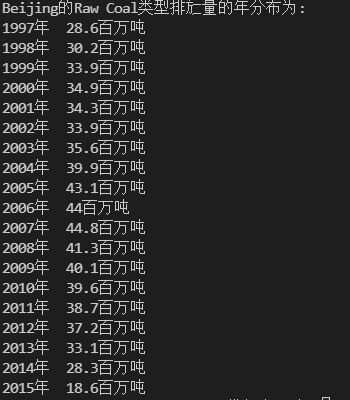 Beijing的Raw Coal类型排放量的年分布为:
1997年 28.6百万吨
1998年 30.2百万吨
1999年 33.9百万吨
2000年 34.9百万吨
2001年 34.3百万吨
2002年 33.9百万吨
2003年 35.6百万吨
2004年 39.9百万吨
2005年 43.1百万吨
2006年 44百万吨
2007年 44.8百万吨
2008年 41.3百万吨
2009年 40.1百万吨
2010年 39.6百万吨
2011年 38.7百万吨
2012年 37.2百万吨
2013年 33.1百万吨
2014年 28.3百万吨
2015年 18.6百万吨